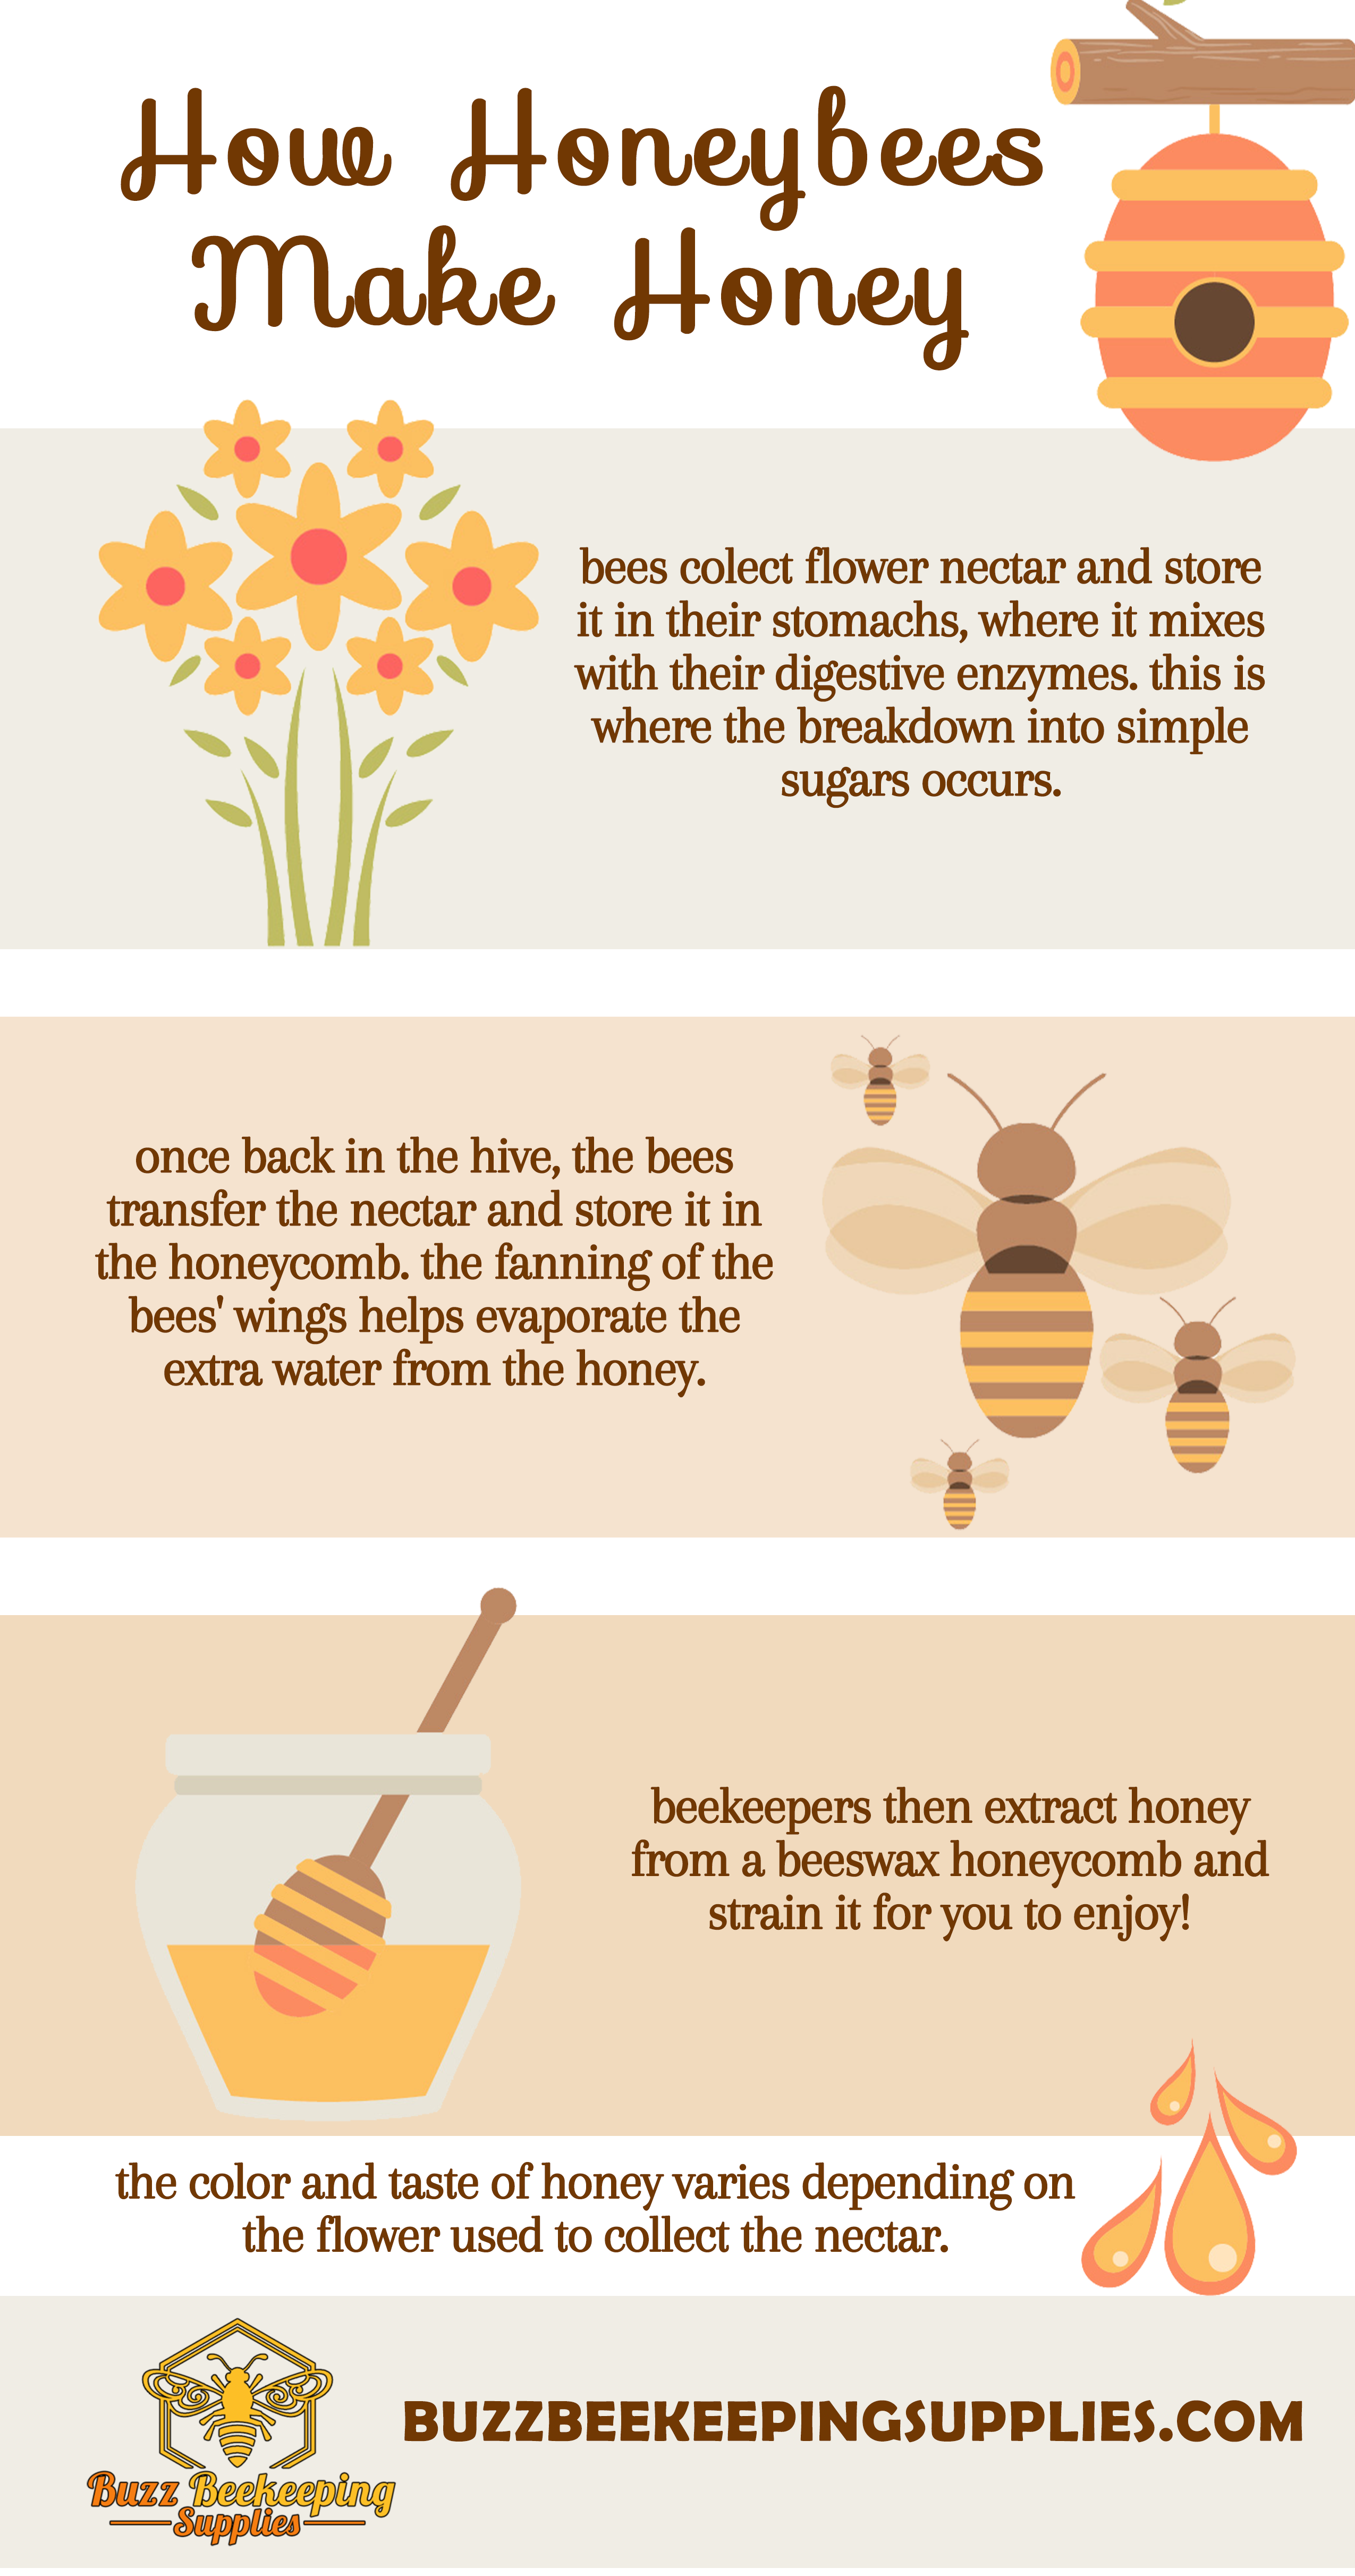 How Honeybees
Make Honey
bees colect flower nectar and store
it in their stomachs, where it mixes
with their digestive enzymes. this is
where the breakdown into simple
sugars occurs.
once back in the hive, the bees
transfer the nectar and store it in
the honeycomb. the fanning of the
bees' wings helps evaporate the
extra water from the honey.
beekeepers then extract honey
from a beeswax honeycomb and
strain it for you to enjoy!
the color and taste of honey varies depending on
the flower used to collect the nectar.
Buzz Beekeeping
Supplies
BUZZBEEKEEPINGSUPPLIES.COM